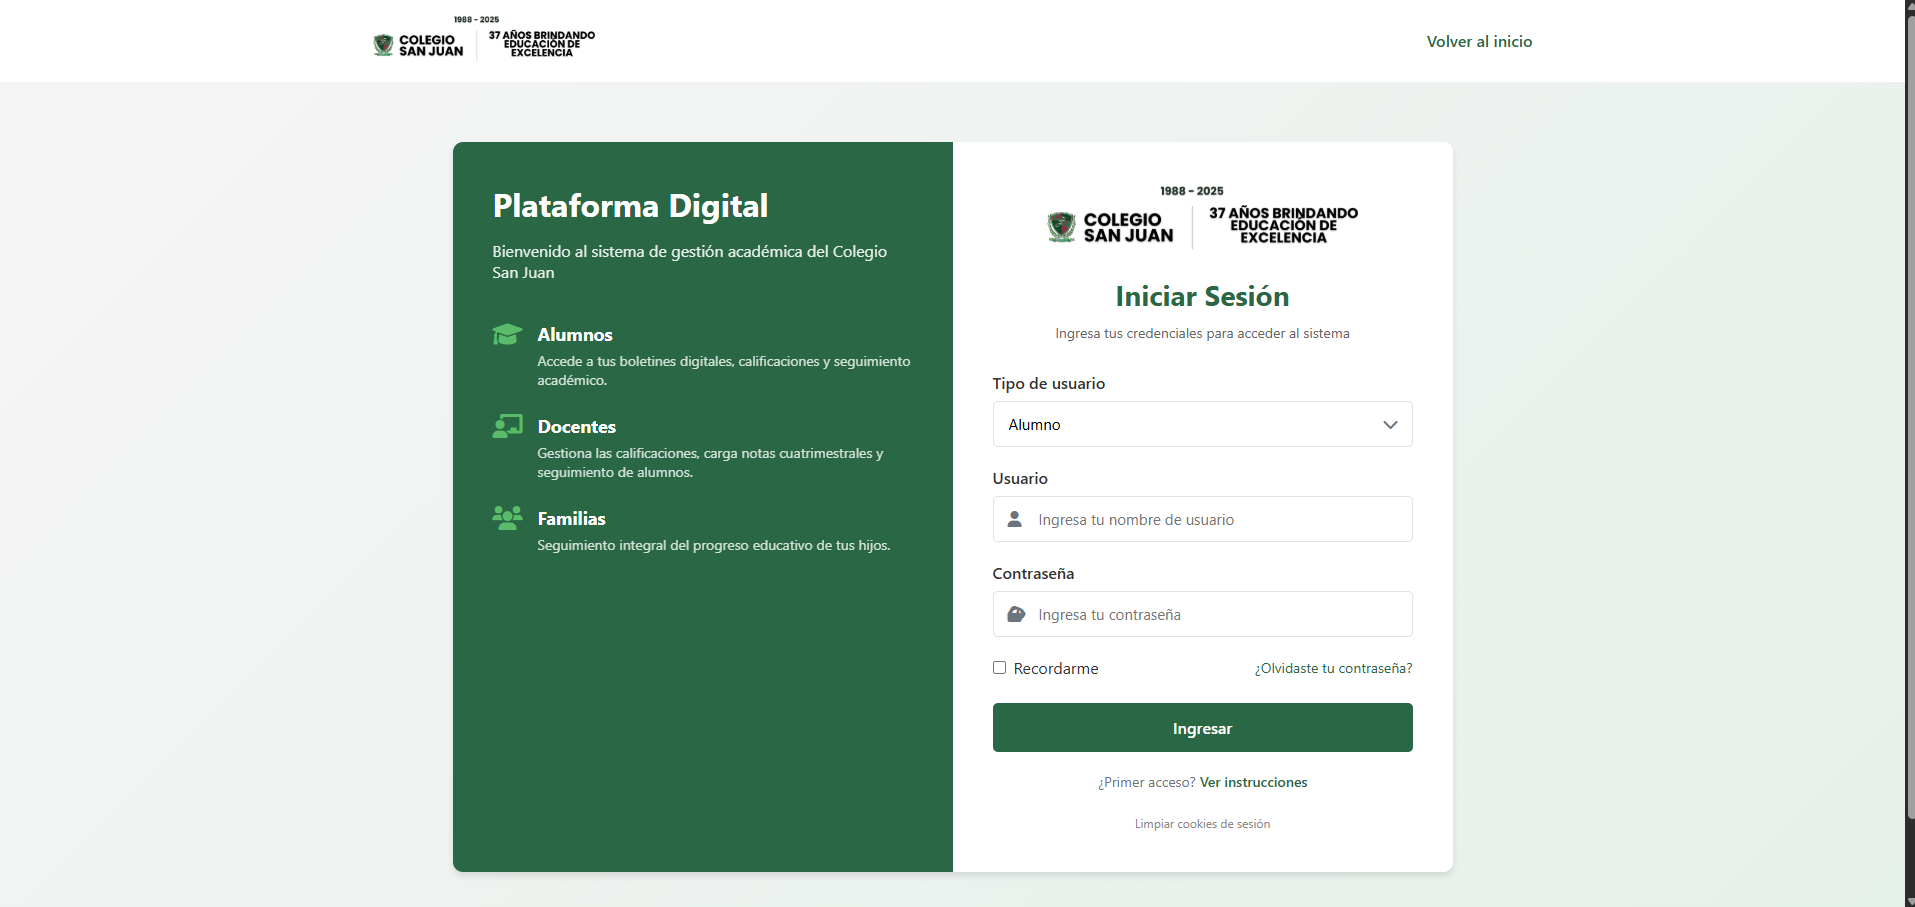 1988 - 2025
COLEGIO
SAN JUAN
37 AÑOS BRINDANDO
EDUCACIÓN DE
EXCELENCIA
Volver al inicio
Plataforma Digital
Bienvenido al sistema de gestión académica del Colegio
San Juan
Alumnos
Accede a tus boletines digitales, calificaciones y seguimiento
académico.
Docentes
Gestiona las calificaciones, carga notas cuatrimestrales y
seguimiento de alumnos.
Familias
Seguimiento integral del progreso educativo de tus hijos.
1988 - 2025
COLEGIO
SAN JUAN
37 AÑOS BRINDANDO
EDUCACIÓN DE
EXCELENCIA
Iniciar Sesión
Ingresa tus credenciales para acceder al sistema
Tipo de usuario
Alumno
Usuario
Ingresa tu nombre de usuario
Contraseña
Ingresa tu contraseña
Recordarme
¿Olvidaste tu contraseña?
Ingresar
¿Primer acceso? Ver instrucciones
Limpiar cookies de sesión